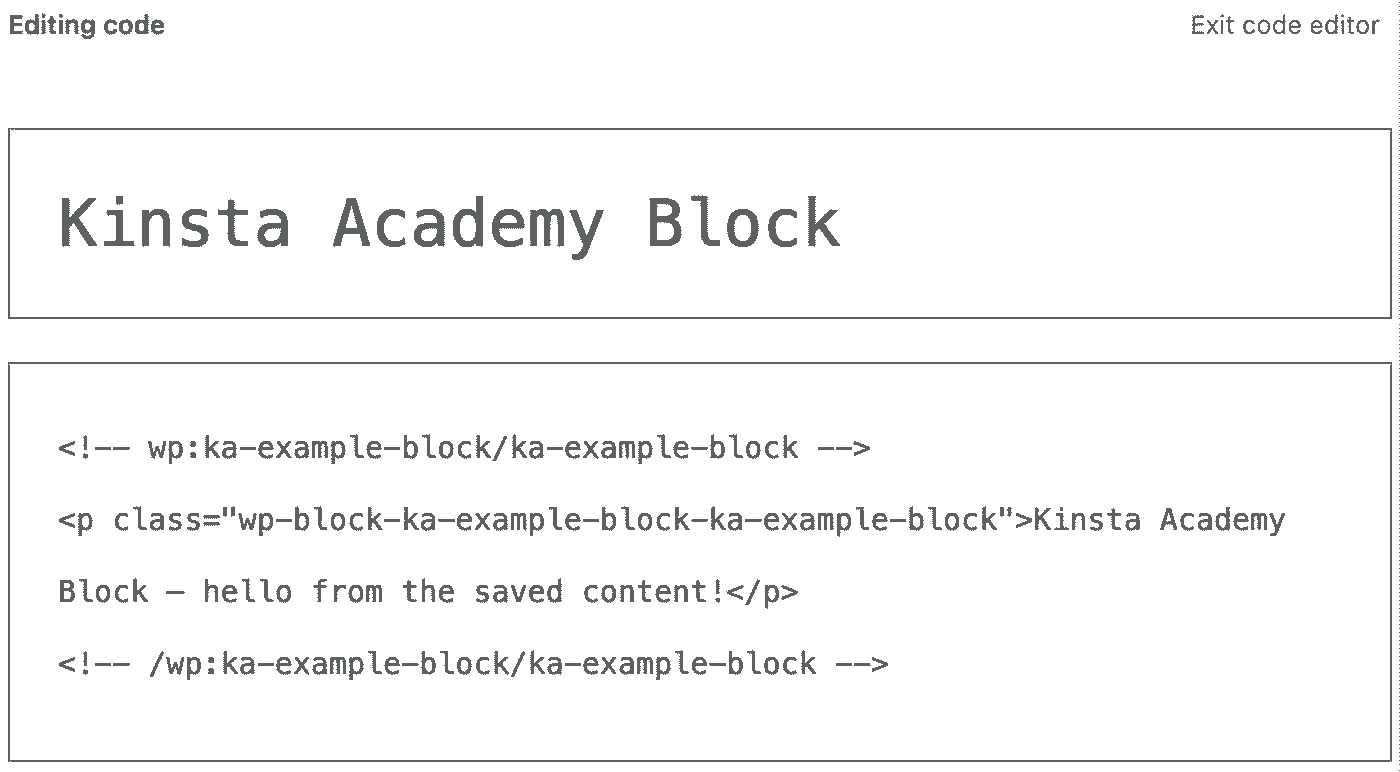 Editing code
Exit code editor
Kinsta Academy Block
<!-- wp:ka-example-block/ka-example-block -->
<p class="wp-block-ka-example-block-ka-example-block">Kinsta Academy
Block – hello from the saved content!</p>
<!-- /wp:ka-example-block/ka-example-block -->